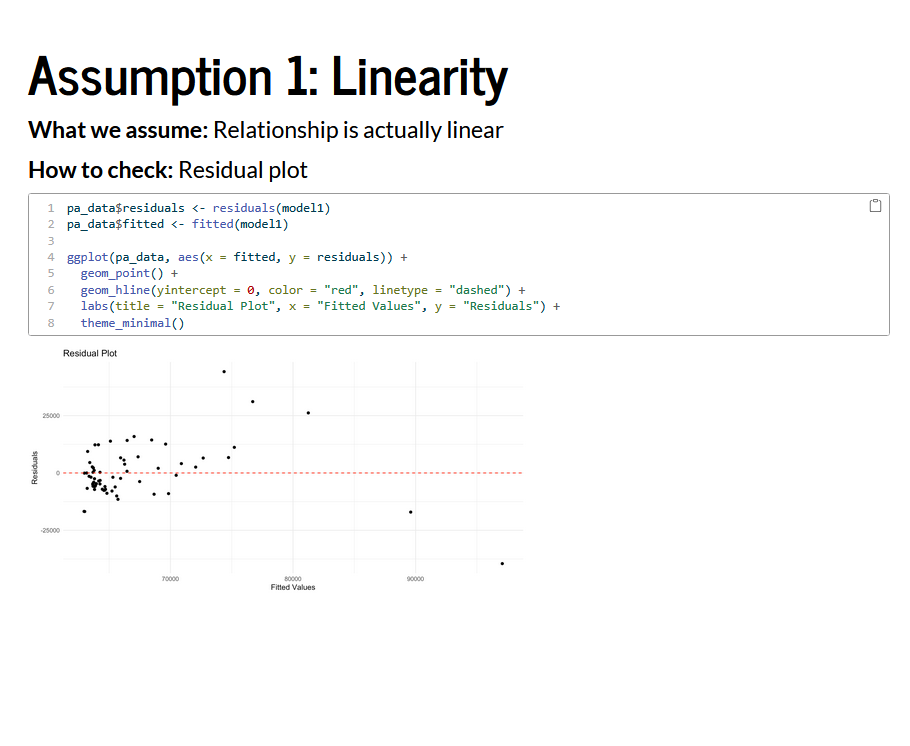 Assumption 1: Linearity
What we assume: Relationship is actually linear
How to check: Residual plot
1 pa_data$residuals <- residuals(model1)
2 pa_data$fitted <- fitted(model1)
3
4 ggplot(pa_data, aes(x = fitted, y = residuals)) +
5   geom_point() +
6   geom_hline(yintercept = 0, color = "red", linetype = "dashed") +
7   labs(title = "Residual Plot", x = "Fitted Values", y = "Residuals") +
8   theme_minimal()
Residual Plot
25000
0
-25000
Residuals
70000 80000 90000
Fitted Values